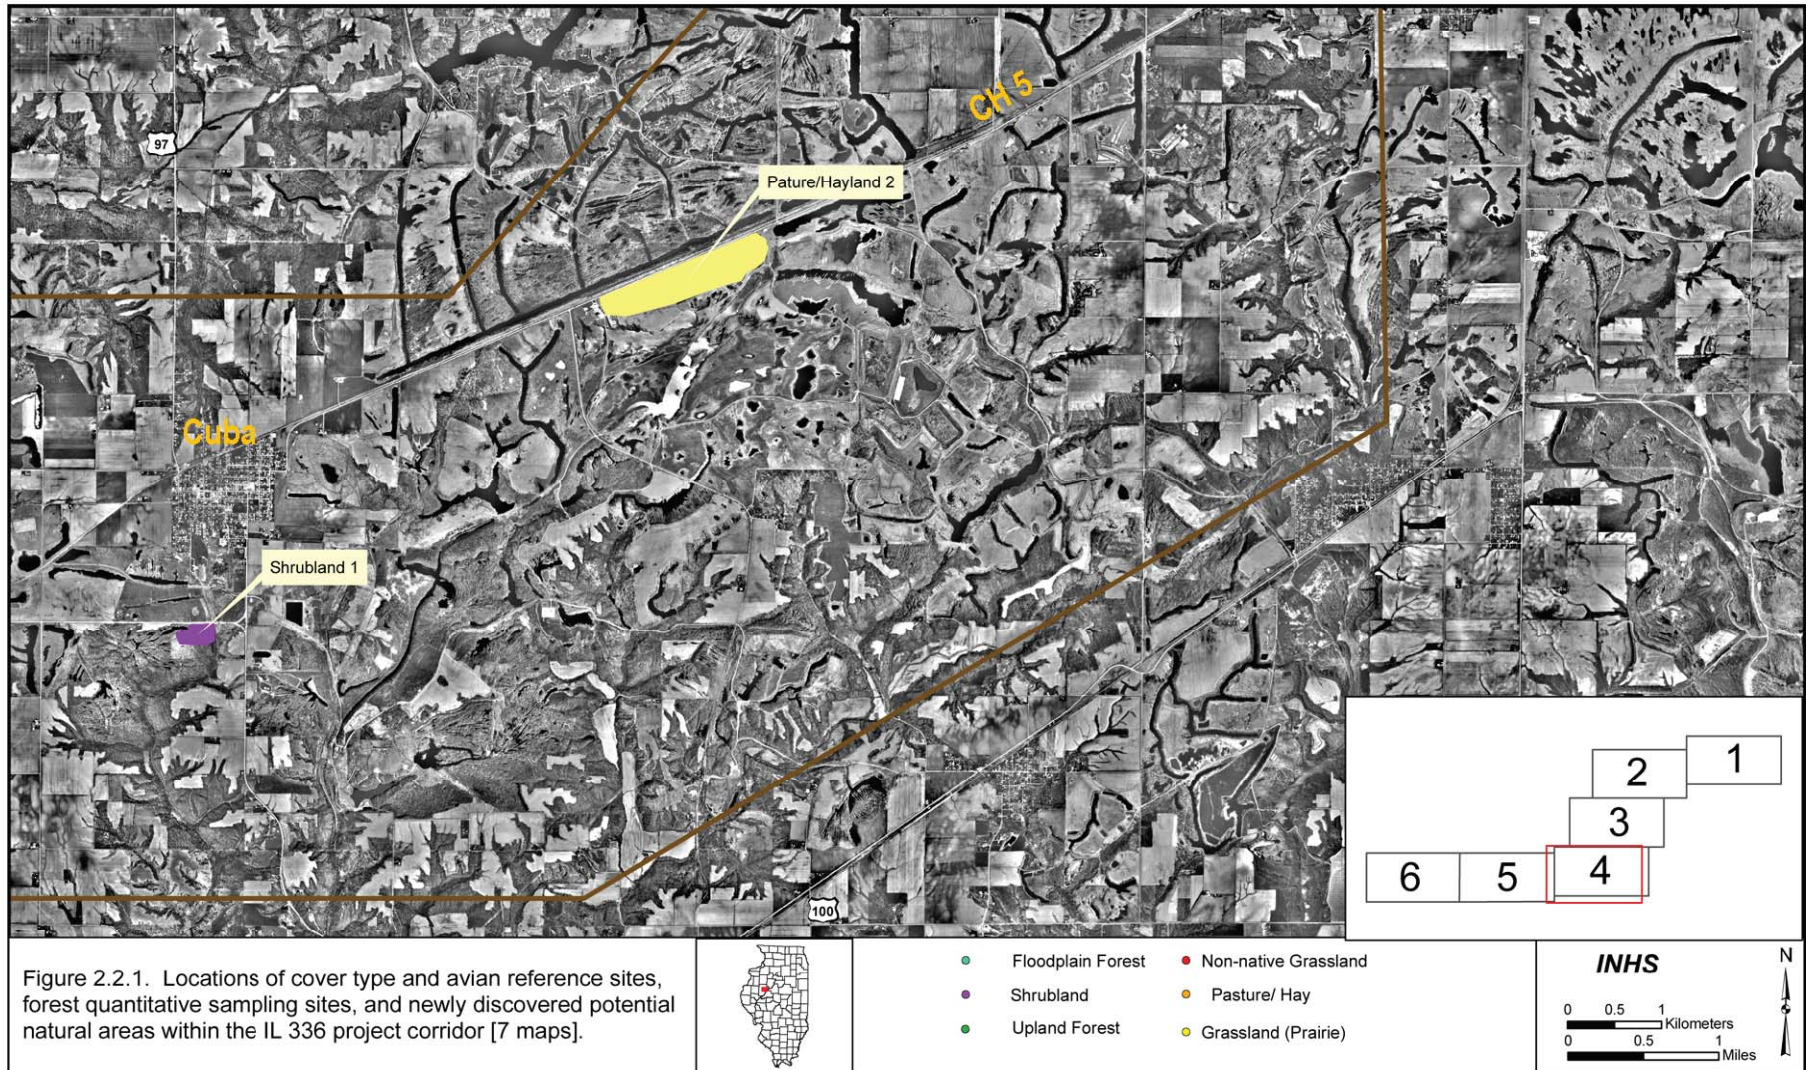 97
CH 5
Pature/Hayland 2
Cuba
Shrubland 1
100
1
2
3
4
5
6
Figure 2.2.1. Locations of cover type and avian reference sites,
forest quantitative sampling sites, and newly discovered potential
natural areas within the IL 336 project corridor [7 maps].
Floodplain Forest
Shrubland
Upland Forest
Non-native Grassland
Pasture/ Hay
Grassland (Prairie)
INHS
N
0 0.5 1
Kilometers
0 0.5 1
Miles